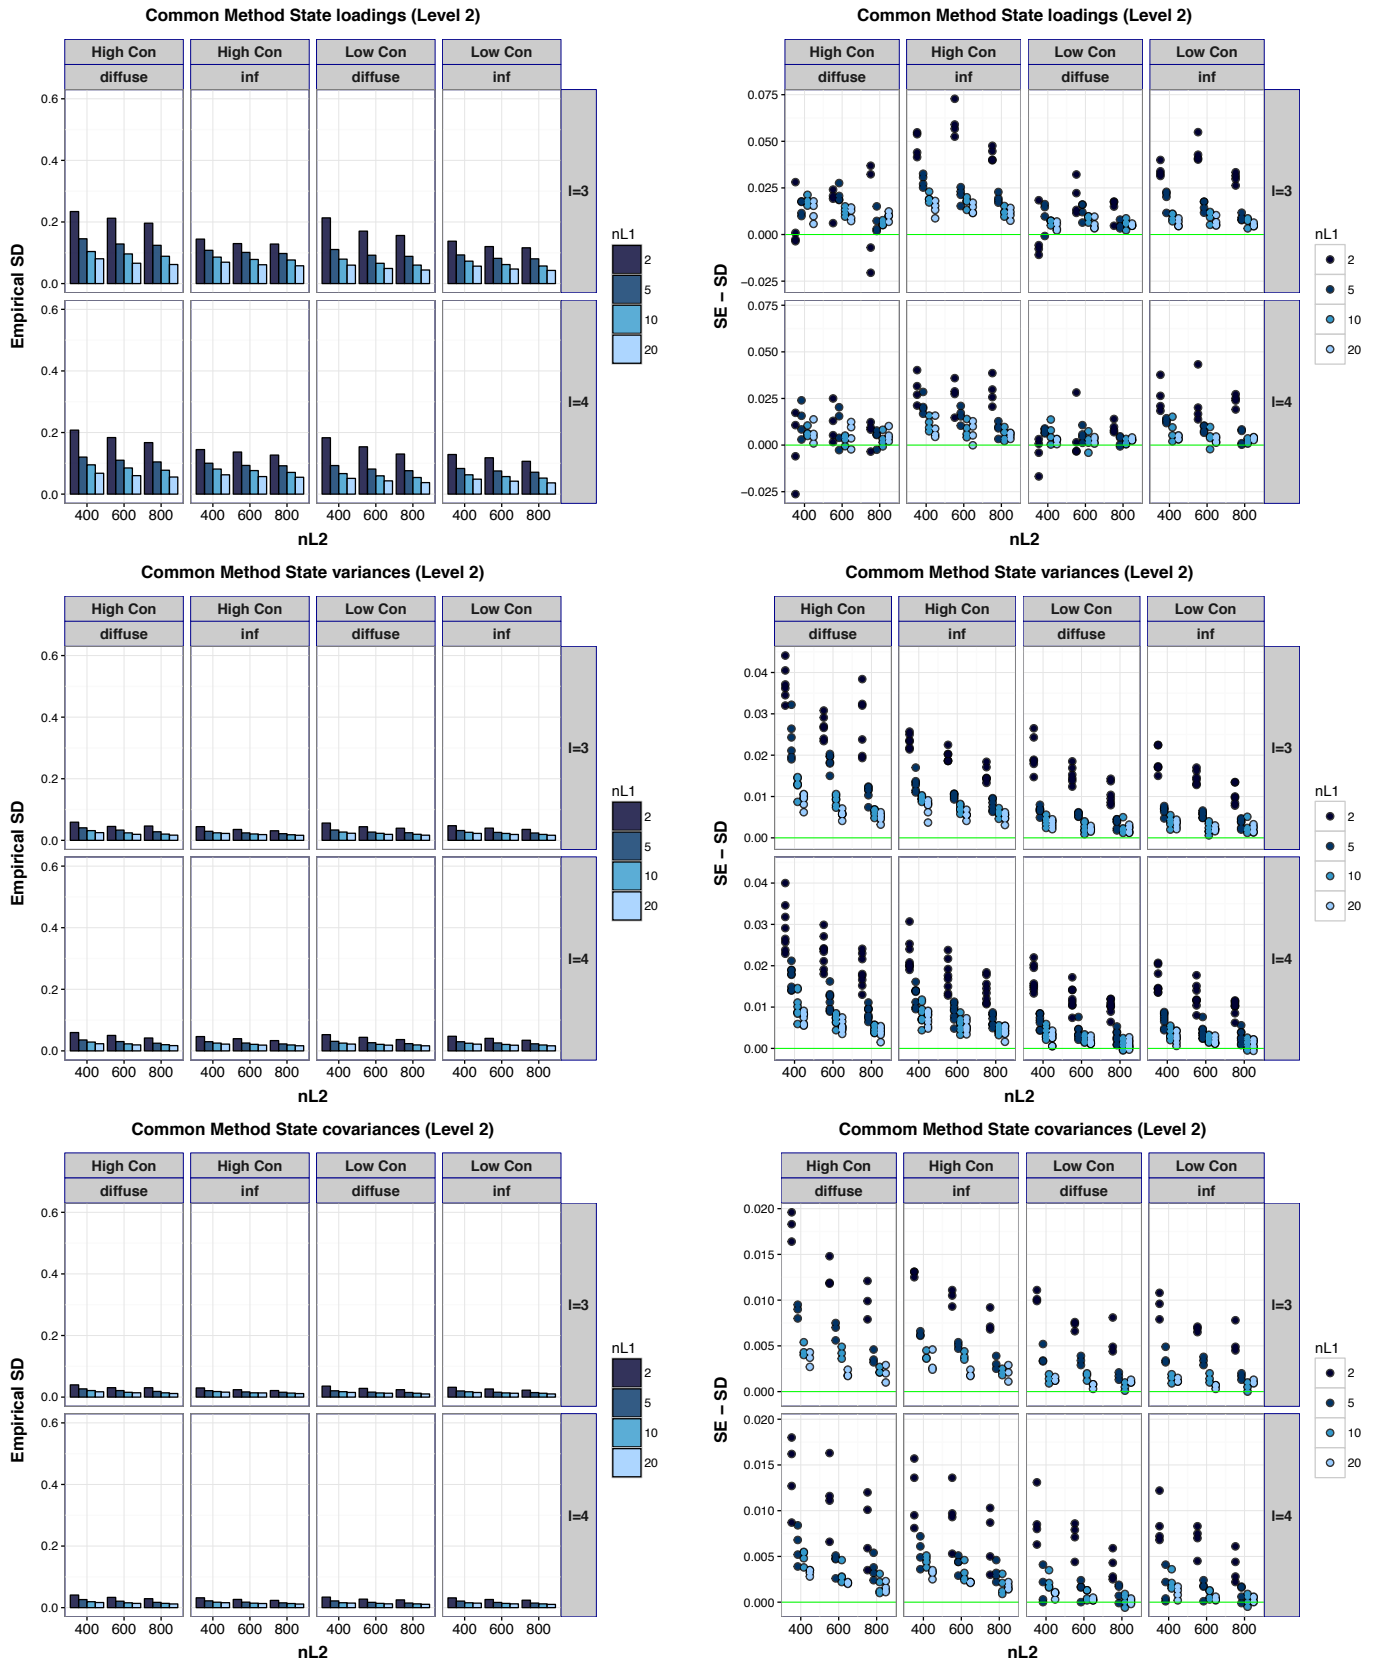 Common Method State loadings (Level 2)
High Con High Con Low Con Low Con
diffuse inf diffuse inf
0.6
0.4
0.2
0.0
l=3
0.6
0.4
0.2
0.0
l=4
Empirical SD
400 600 800 400 600 800 400 600 800 400 600 800
nL2
nL1
2
5
10
20
Common Method State loadings (Level 2)
High Con High Con Low Con Low Con
diffuse inf diffuse inf
0.075
0.050
0.025
0.000
−0.025
l=3
0.075
0.050
0.025
0.000
−0.025
l=4
SE − SD
400 600 800 400 600 800 400 600 800 400 600 800
nL2
nL1
2
5
10
20
Common Method State variances (Level 2)
High Con High Con Low Con Low Con
diffuse inf diffuse inf
0.6
0.4
0.2
0.0
l=3
0.6
0.4
0.2
0.0
l=4
Empirical SD
400 600 800 400 600 800 400 600 800 400 600 800
nL2
nL1
2
5
10
20
Commom Method State variances (Level 2)
High Con High Con Low Con Low Con
diffuse inf diffuse inf
0.04
0.03
0.02
0.01
0.00
l=3
0.04
0.03
0.02
0.01
0.00
l=4
SE − SD
400 600 800 400 600 800 400 600 800 400 600 800
nL2
nL1
2
5
10
20
Common Method State covariances (Level 2)
High Con High Con Low Con Low Con
diffuse inf diffuse inf
0.6
0.4
0.2
0.0
l=3
0.6
0.4
0.2
0.0
l=4
Empirical SD
400 600 800 400 600 800 400 600 800 400 600 800
nL2
nL1
2
5
10
20
Commom Method State covariances (Level 2)
High Con High Con Low Con Low Con
diffuse inf diffuse inf
0.020
0.015
0.010
0.005
0.000
l=3
0.020
0.015
0.010
0.005
0.000
l=4
SE − SD
400 600 800 400 600 800 400 600 800 400 600 800
nL2
nL1
2
5
10
20